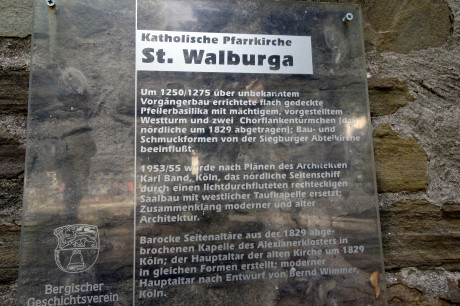 Katholische Pfarrkirche
St. Walburga
Um 1250/1275 über unbekanntem
Vorgängerbau errichtete flach gedeckte
Pfeilerbasilika mit mächtigem, vorgestelltem
Westturm und zwei Chorflankentürmchen (das
nördliche um 1829 abgetragen); Bau- und
Schmuckformen von der Siegburger Abteikirche
beeinflußt.
1953/55 wurde nach Plänen des Architekten
Karl Band, Köln, das nördliche Seitenschiff
durch einen lichtdurchfluteten rechteckigen
Saalbau mit westlicher Taufkapelle ersetzt;
Zusammenklang moderner und alter
Architektur.
Barocke Seitenaltäre aus der 1829 abge-
brochenen Kapelle des Alexianerklosters in
Köln; der Hauptaltar der alten Kirche um 1829
in gleichen Formen erstellt; moderner
Hauptaltar nach Entwurf von Bernd Wimmer,
Köln.
Bergischer
Geschichtsverein